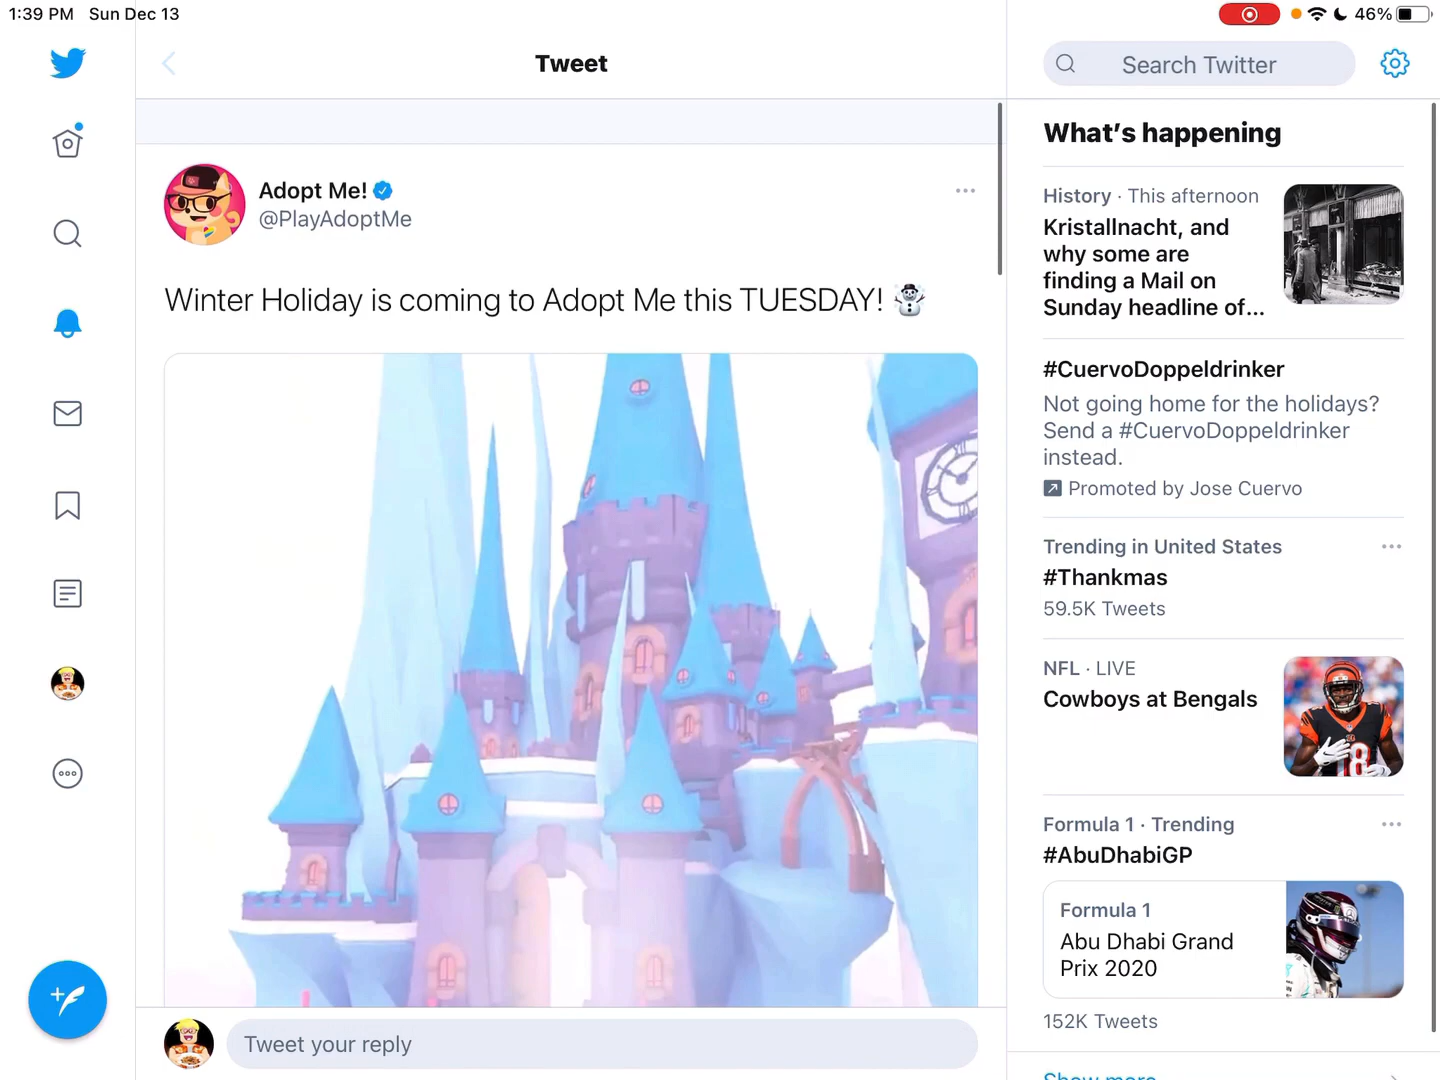 1:39 PM Sun Dec 13
46%
Tweet
Search Twitter
Adopt Me!
@PlayAdoptMe
Winter Holiday is coming to Adopt Me this TUESDAY! ☃️
Tweet your reply
What's happening
History · This afternoon
Kristallnacht, and
why some are
finding a Mail on
Sunday headline of...
#CuervoDoppeldrinker
Not going home for the holidays?
Send a #CuervoDoppeldrinker
instead.
Promoted by Jose Cuervo
Trending in United States
#Thankmas
59.5K Tweets
NFL · LIVE
Cowboys at Bengals
18
Formula 1 · Trending
#AbuDhabiGP
Formula 1
Abu Dhabi Grand
Prix 2020
152K Tweets
Show more